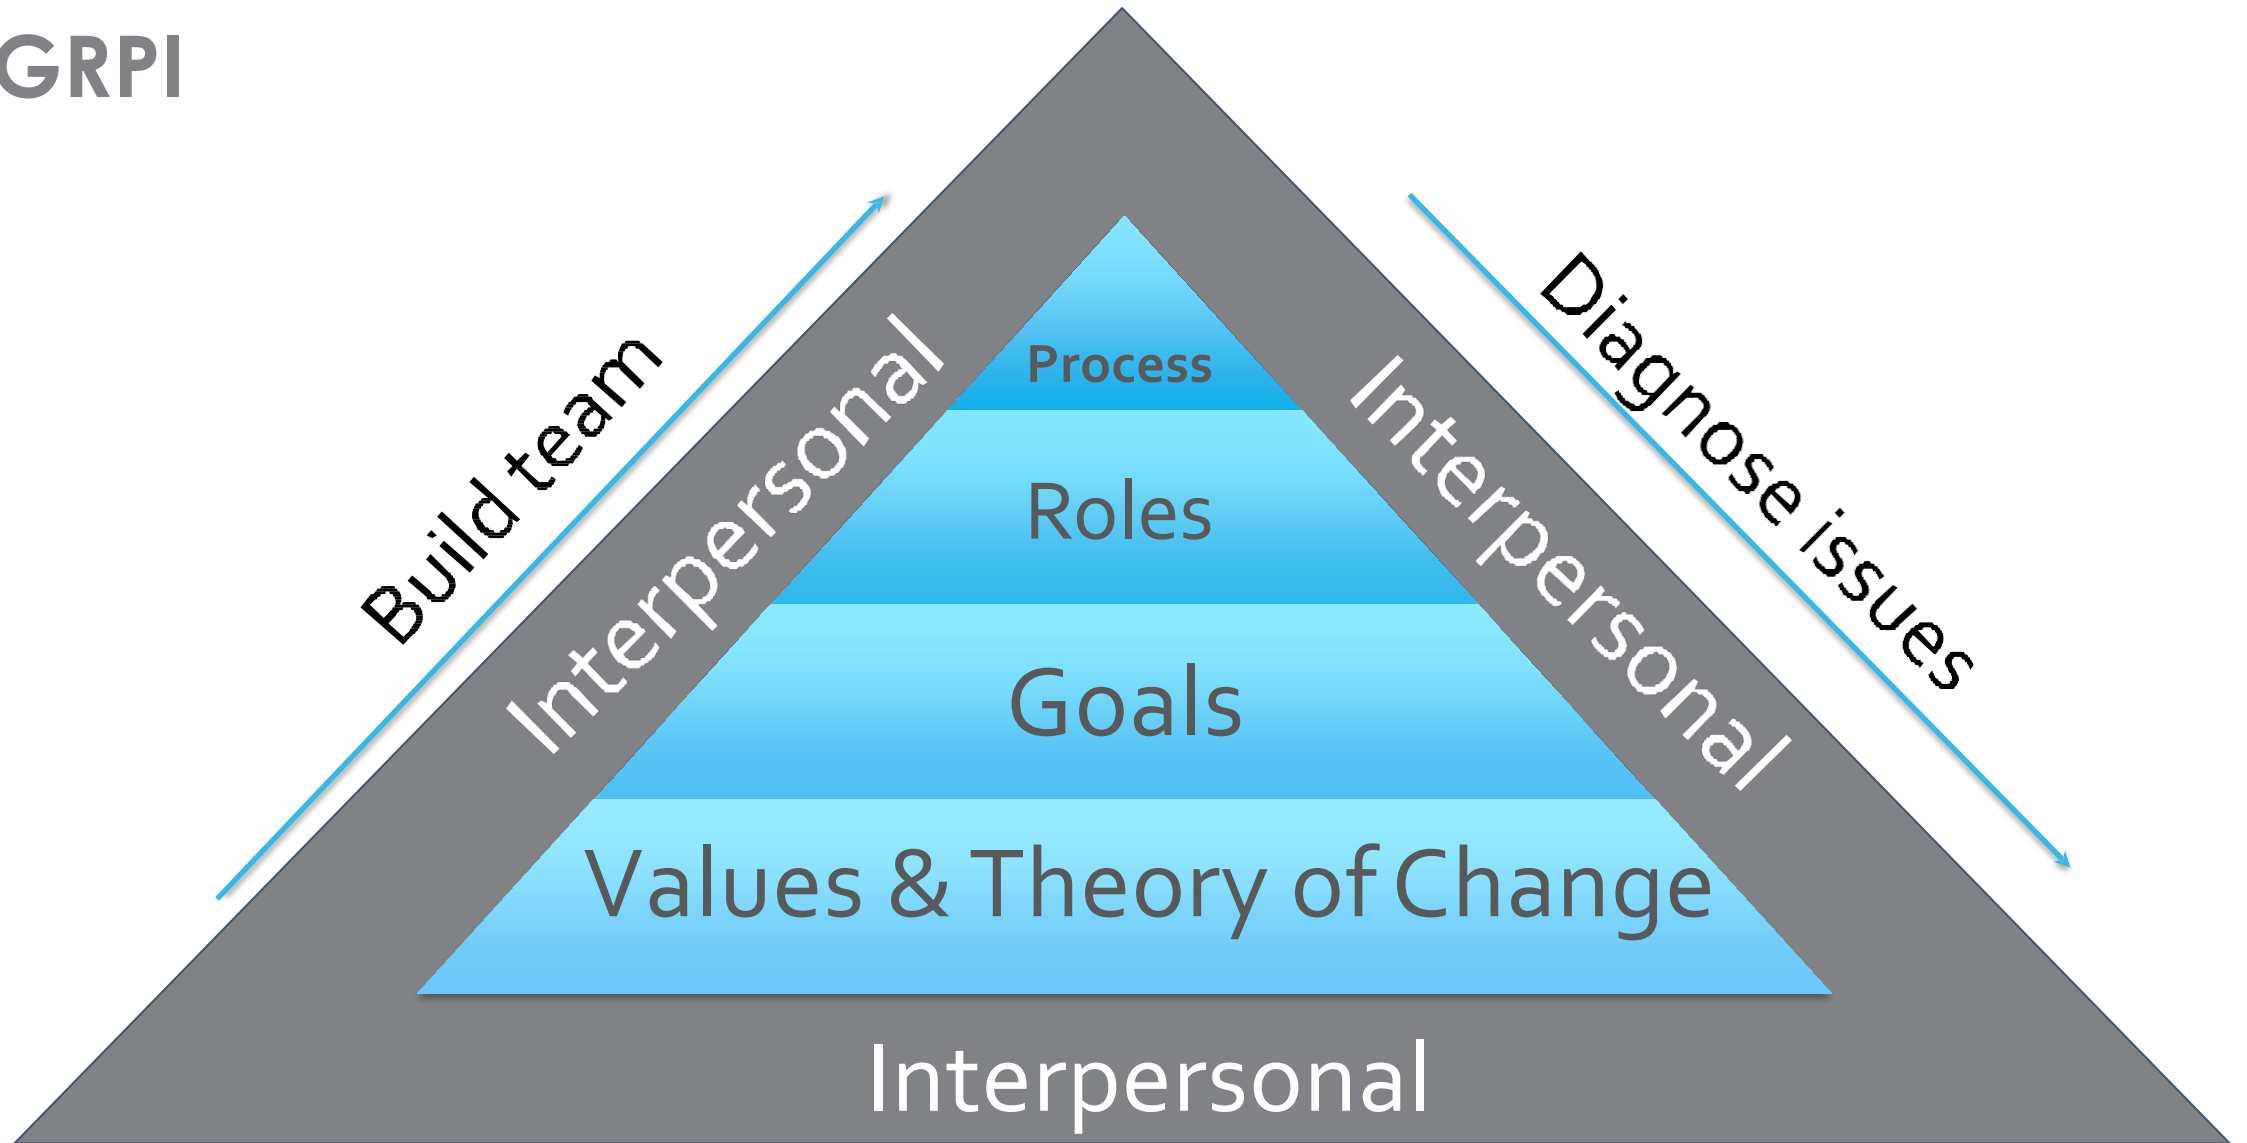 GRPI
Build team
Interpersonal
Process
Roles
Goals
Values & Theory of Change
Interpersonal
Diagnose issues
Interpersonal